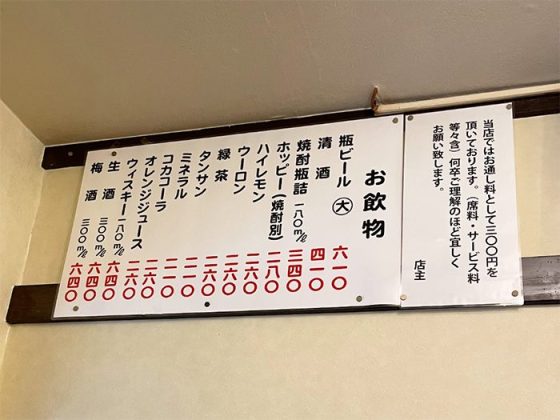 当店ではお通し料として三〇〇円を
頂いております。（席料・サービス料
等々含）何卒ご理解のほど宜しく
お願い致します。
店主
お飲物
瓶ビール 大 六一〇
清酒 四一〇
焼酎瓶詰 一八〇m/ℓ 三四〇
ホッピー(焼酎別) 二八〇
ハイレモン 二六〇
ウーロン 二六〇
緑茶 二六〇
タンサン 二一〇
ミネラル 二一〇
コカコーラ 二一〇
オレンジジュース 二六〇
ウィスキー 一八〇m/ℓ 六四〇
生酒 三〇〇m/ℓ 六四〇
梅酒 三〇〇m/ℓ 六四〇